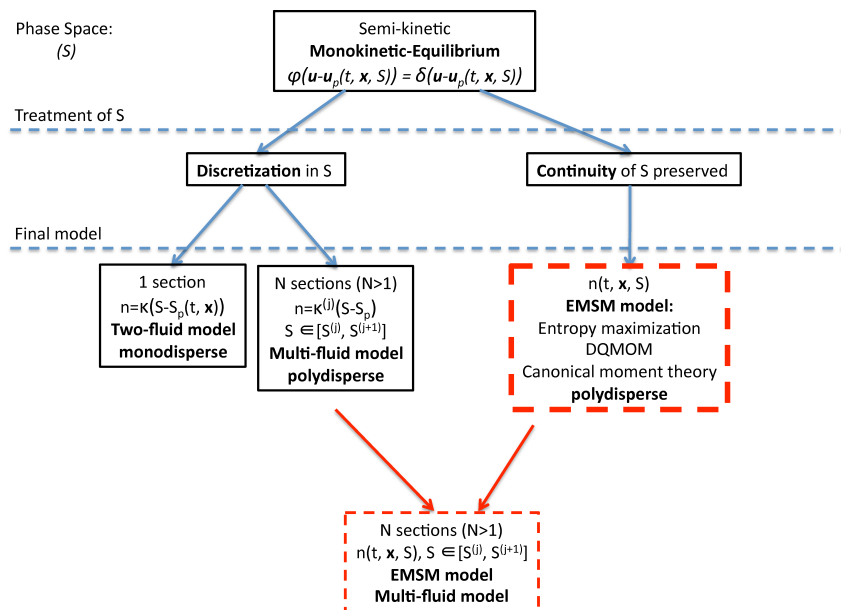 Phase Space:
(S)
Semi-kinetic
Monokinetic-Equilibrium
φ(u-uₚ(t, x, S)) = δ(u-uₚ(t, x, S))
Treatment of S
Discretization in S
Continuity of S preserved
Final model
1 section
n=κ(S-Sₚ(t, x))
Two-fluid model
monodisperse
N sections (N>1)
n=κ⁽ʲ⁾(S-Sₚ)
S ∈[S⁽ʲ⁾, S⁽ʲ⁺¹⁾]
Multi-fluid model
polydisperse
n(t, x, S)
EMSM model:
Entropy maximization
DQMOM
Canonical moment theory
polydisperse
N sections (N>1)
n(t, x, S), S ∈[S⁽ʲ⁾, S⁽ʲ⁺¹⁾]
EMSM model
Multi-fluid model